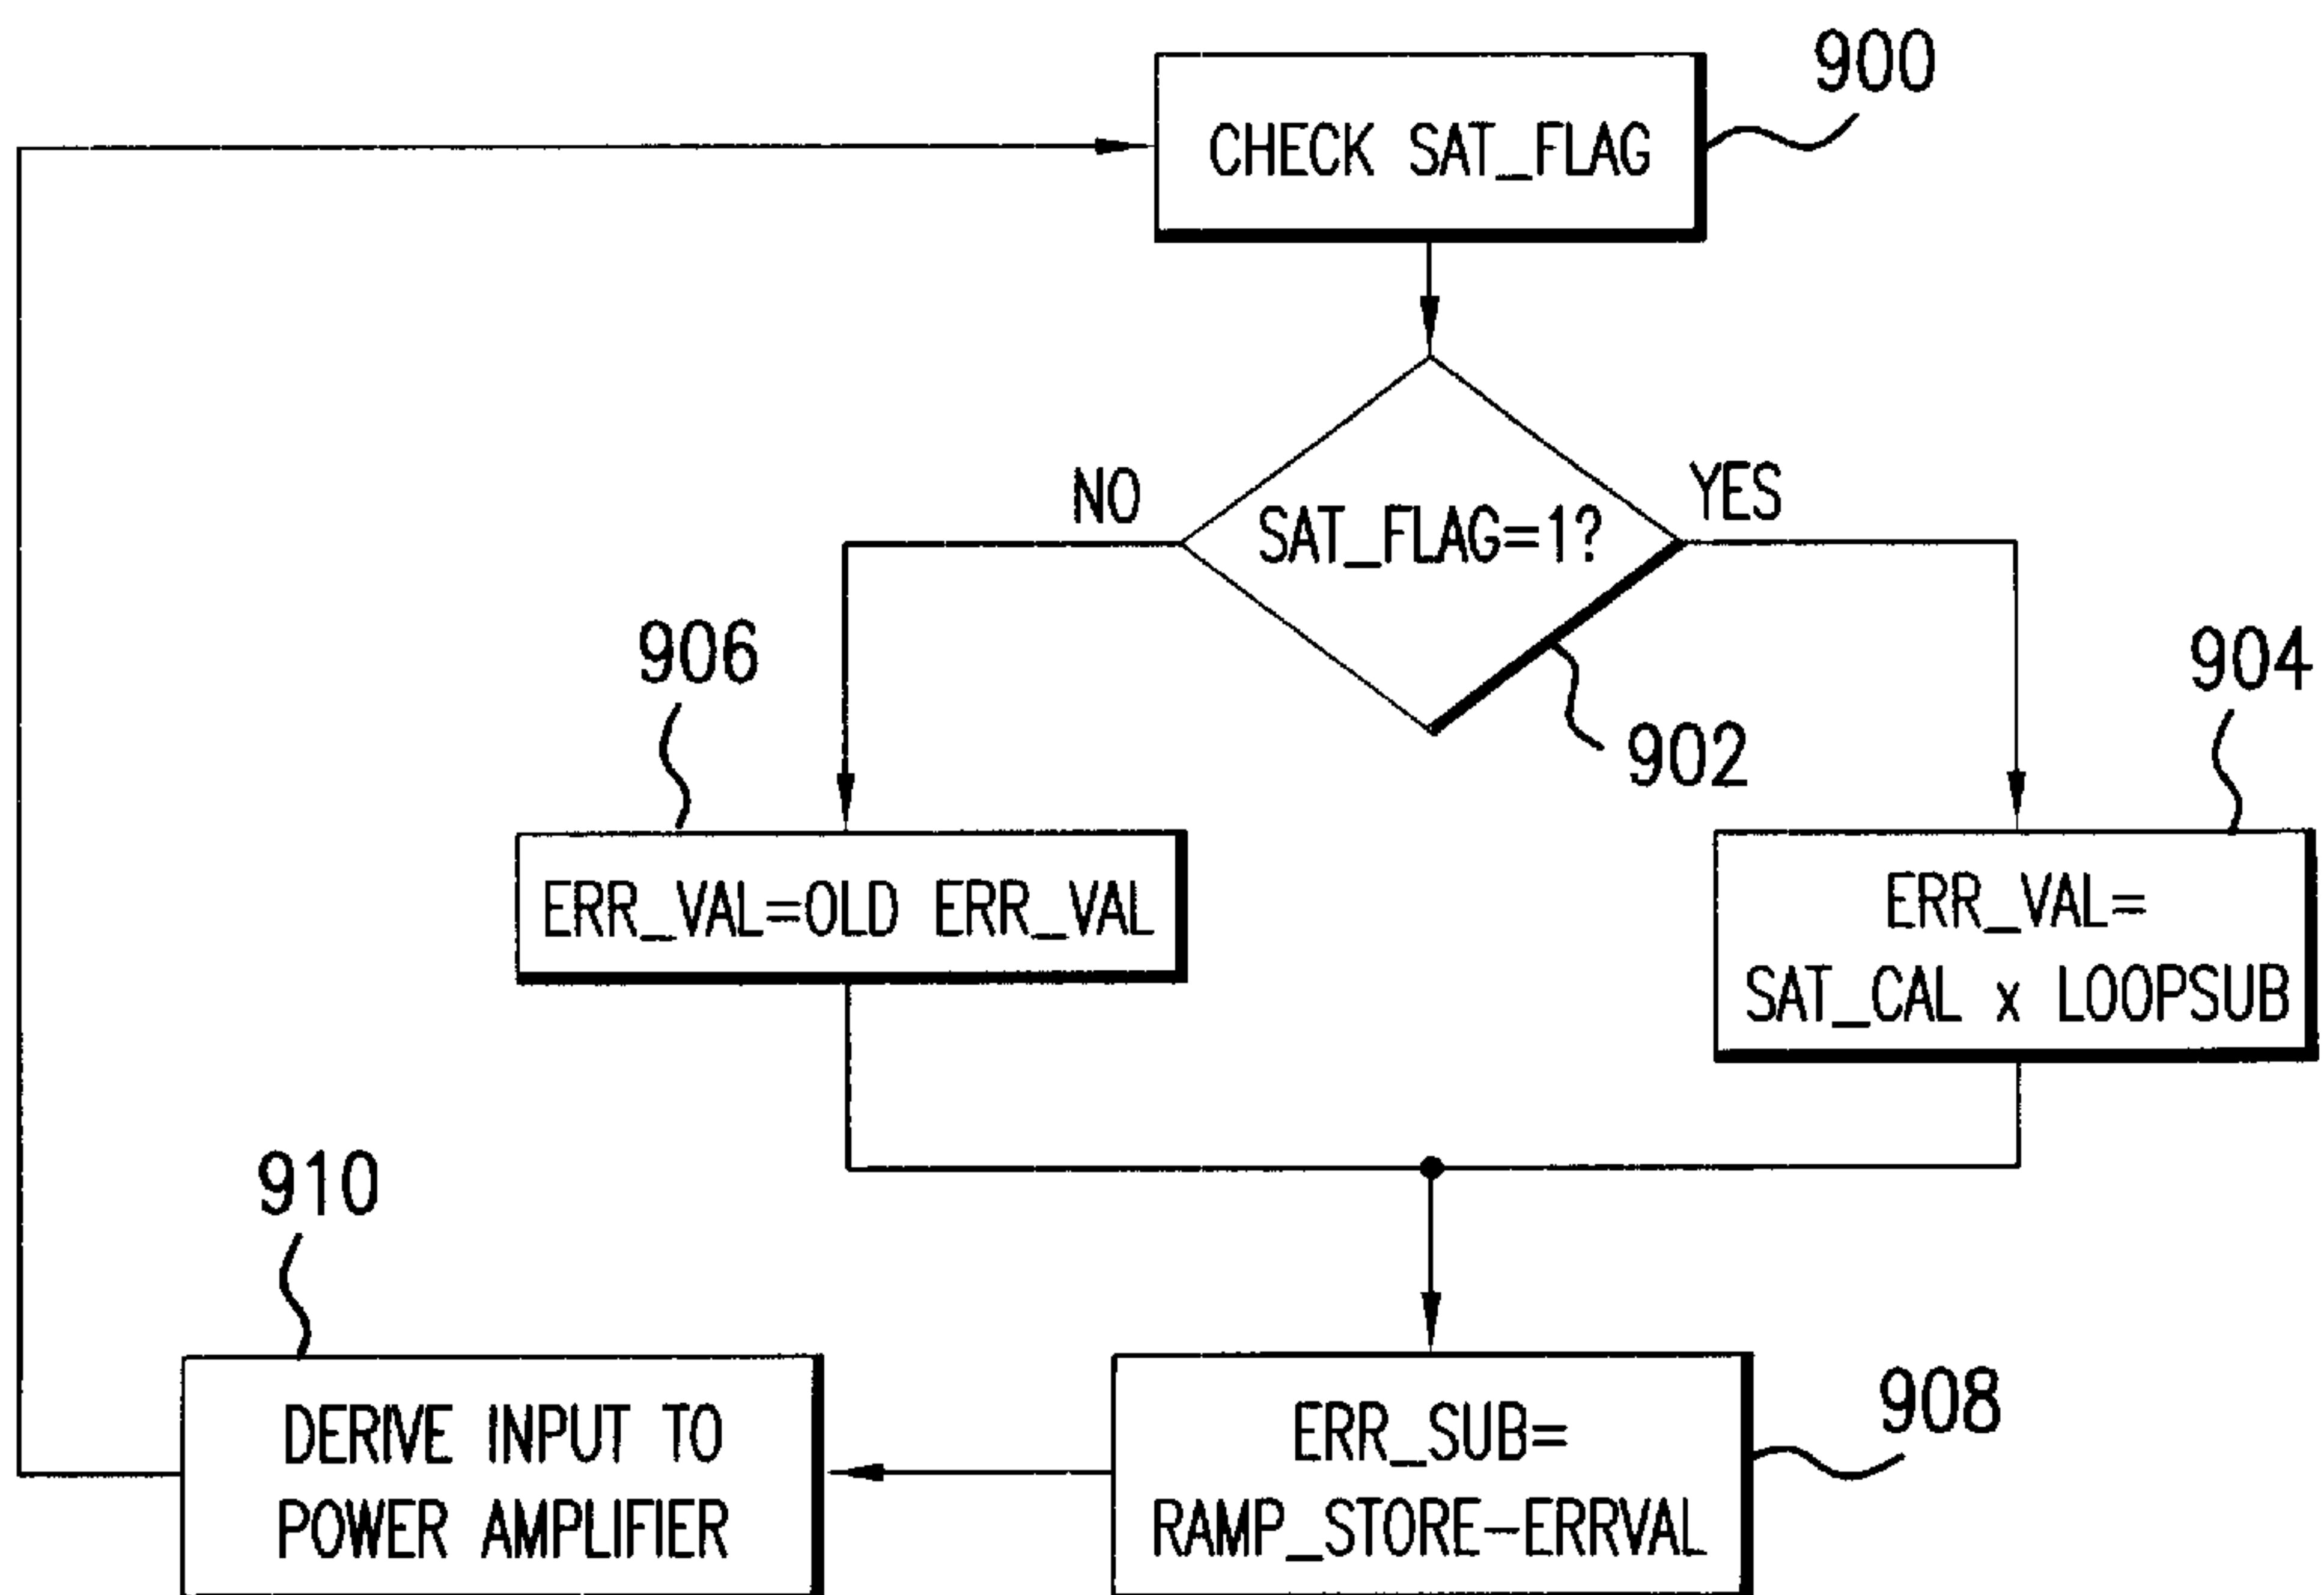 900
CHECK SAT_FLAG
NO
YES
SAT_FLAG=1?
906
904
902
ERR_VAL=OLD ERR_VAL
ERR_VAL=
SAT_CAL x LOOPSUB
910
908
DERIVE INPUT TO
POWER AMPLIFIER
ERR_SUB=
RAMP_STORE-ERRVAL